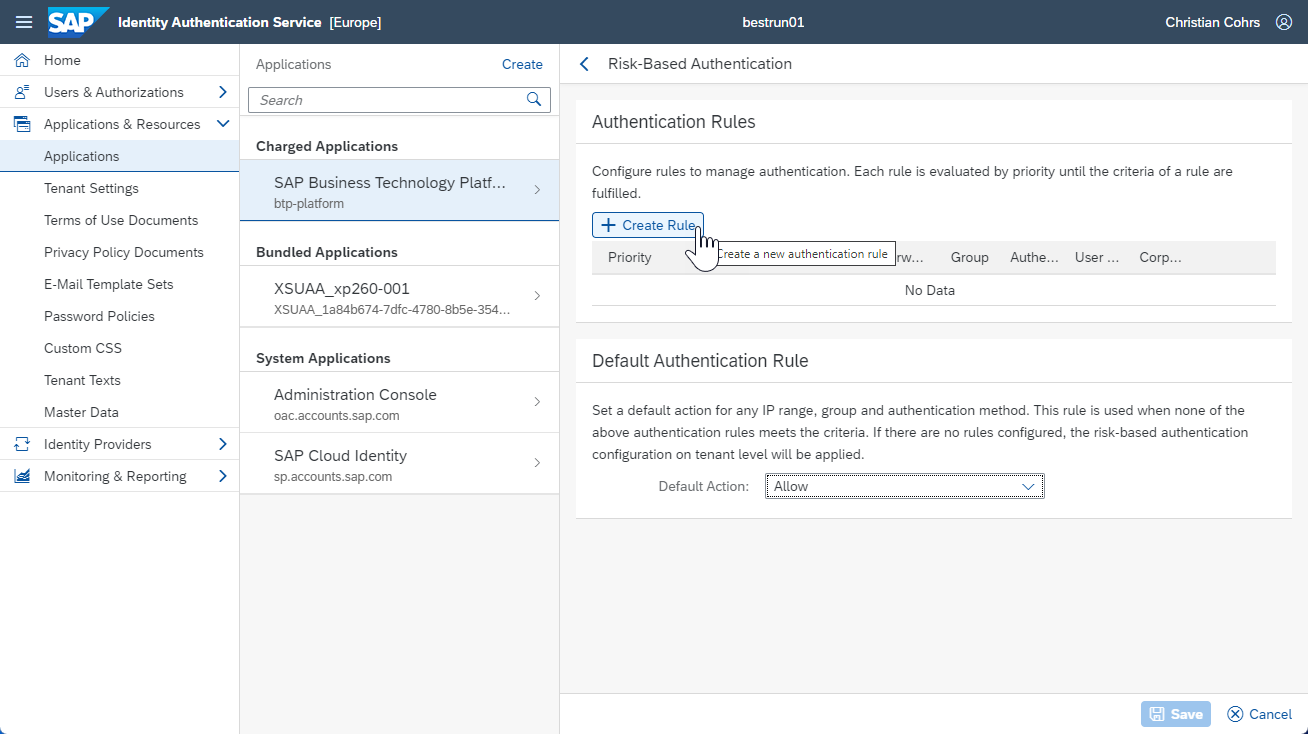 SAP Identity Authentication Service [Europe]
bestrun01
Christian Cohrs
Home
Users & Authorizations
Applications & Resources
Applications
Tenant Settings
Terms of Use Documents
Privacy Policy Documents
E-Mail Template Sets
Password Policies
Custom CSS
Tenant Texts
Master Data
Identity Providers
Monitoring & Reporting
Applications
Create
Search
Charged Applications
SAP Business Technology Platf...
btp-platform
Bundled Applications
XSUAA_xp260-001
XSUAA_1a84b674-7dfc-4780-8b5e-354...
System Applications
Administration Console
oac.accounts.sap.com
SAP Cloud Identity
sp.accounts.sap.com
Risk-Based Authentication
Authentication Rules
Configure rules to manage authentication. Each rule is evaluated by priority until the criteria of a rule are
fulfilled.
Create Rule
Create a new authentication rule
Priority rw... Group Authe... User ... Corp...
No Data
Default Authentication Rule
Set a default action for any IP range, group and authentication method. This rule is used when none of the
above authentication rules meets the criteria. If there are no rules configured, the risk-based authentication
configuration on tenant level will be applied.
Default Action: Allow
Save
Cancel